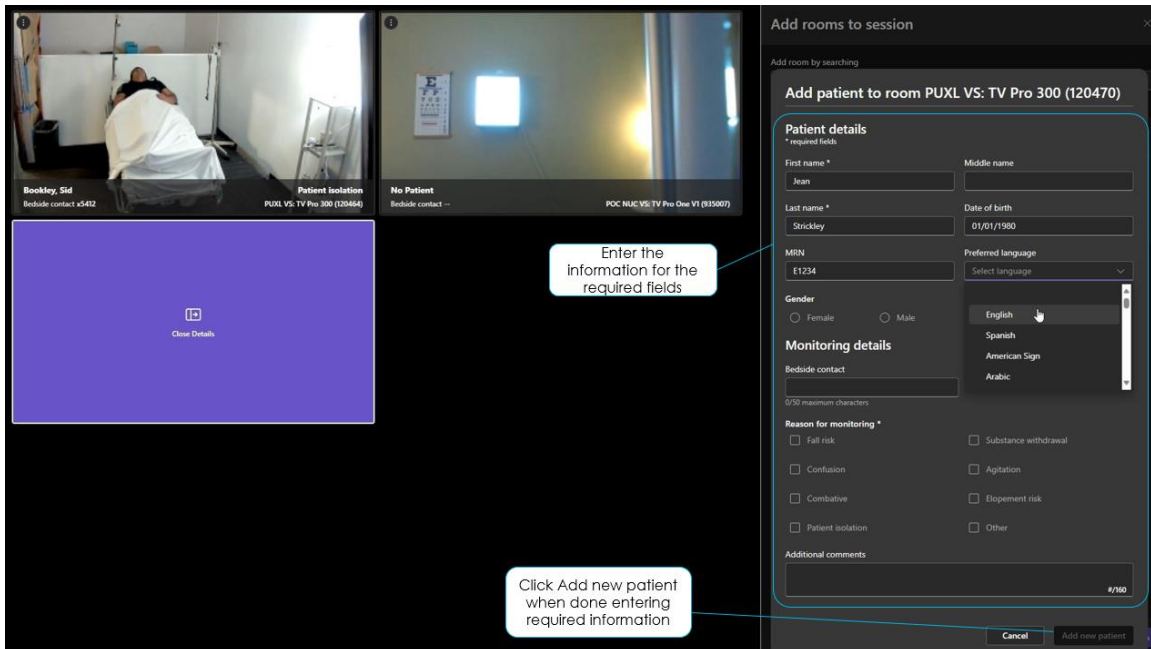 Bookley, Sid
Patient isolation
Bedside contact x5412
PUXL VS: TV Pro 300 (120464)
No Patient
Bedside contact --
POC NUC VS: TV Pro One V1 (935007)
Close Details
Enter the
information for the
required fields
Click Add new patient
when done entering
required information
Add rooms to session
Add room by searching
Add patient to room PUXL VS: TV Pro 300 (120470)
Patient details
* required fields
First name *
Middle name
Jean
Last name *
Date of birth
Strickley
01/01/1980
MRN
Preferred language
E1234
Select language
Gender
Female
Male
English
Spanish
American Sign
Arabic
Monitoring details
Bedside contact
0/50 maximum characters
Reason for monitoring *
Fall risk
Substance withdrawal
Confusion
Agitation
Combative
Elopement risk
Patient isolation
Other
Additional comments
#/160
Cancel
Add new patient